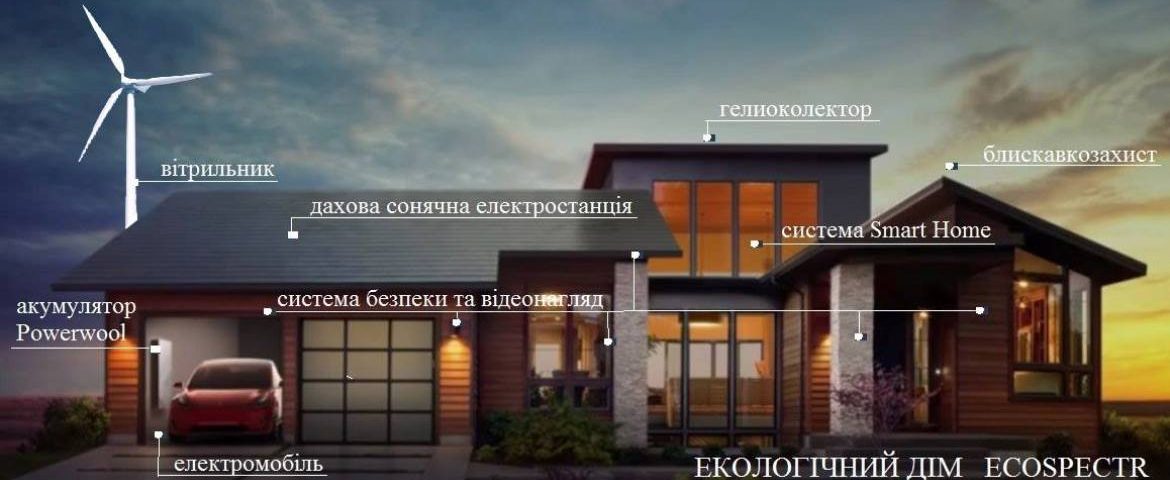 гелиоколектор
блискавкозахист
вітрильник
дахова сонячна електростанція
система Smart Home
система безпеки та відеонагляд
акумулятор
Powerwool
електромобіль
ЕКОЛОГІЧНИЙ ДІМ ECOSPECTR